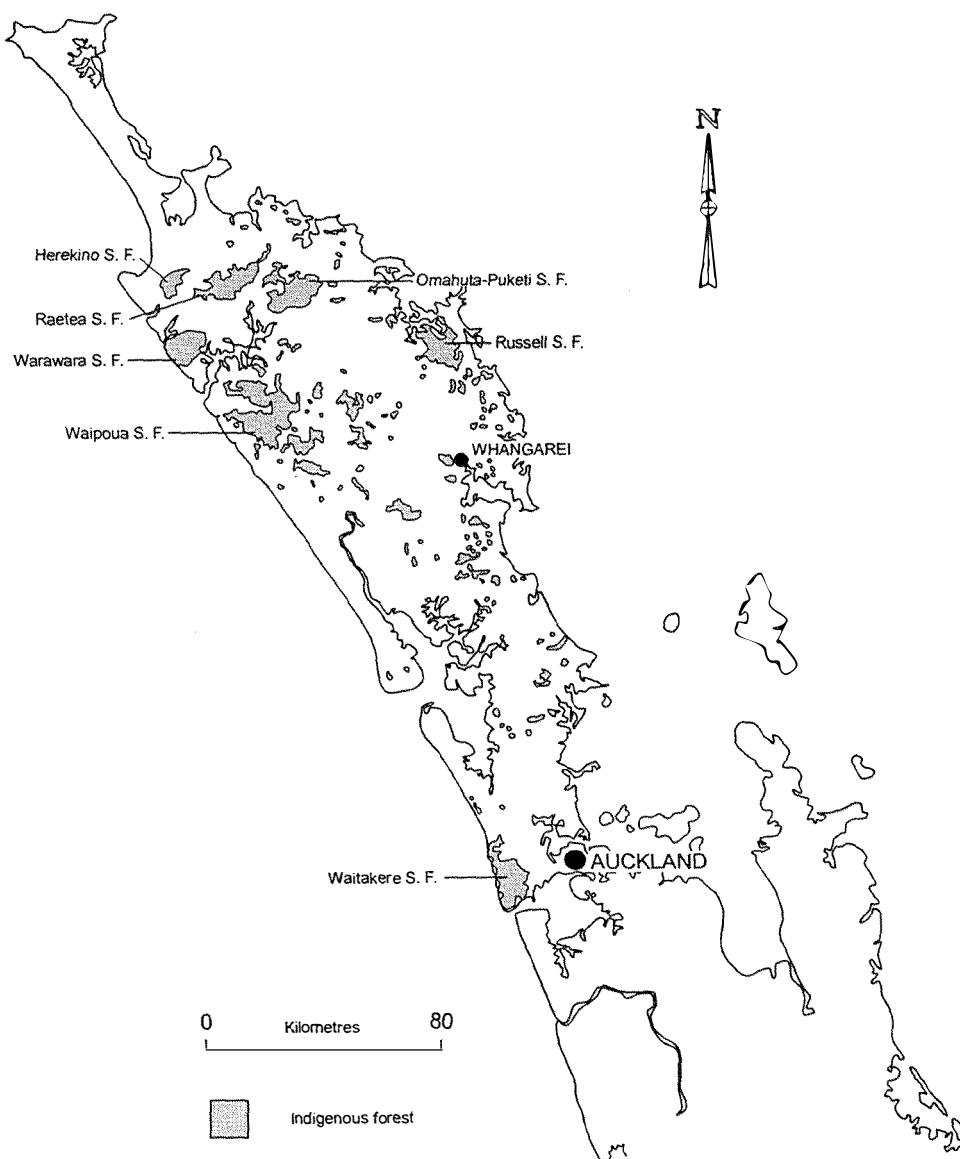 N
Herekino S. F.
Omahuta-Puketi S. F.
Raetea S. F.
Russell S. F.
Warawara S. F.
Waipoua S. F.
WHANGAREI
AUCKLAND
Waitakere S. F.
0 Kilometres 80
Indigenous forest